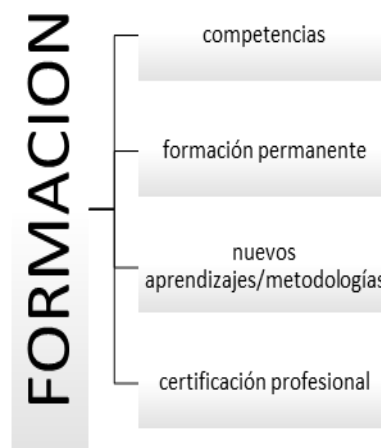 FORMACION
competencias
formación permanente
nuevos
aprendizajes/metodologías
certificación profesional